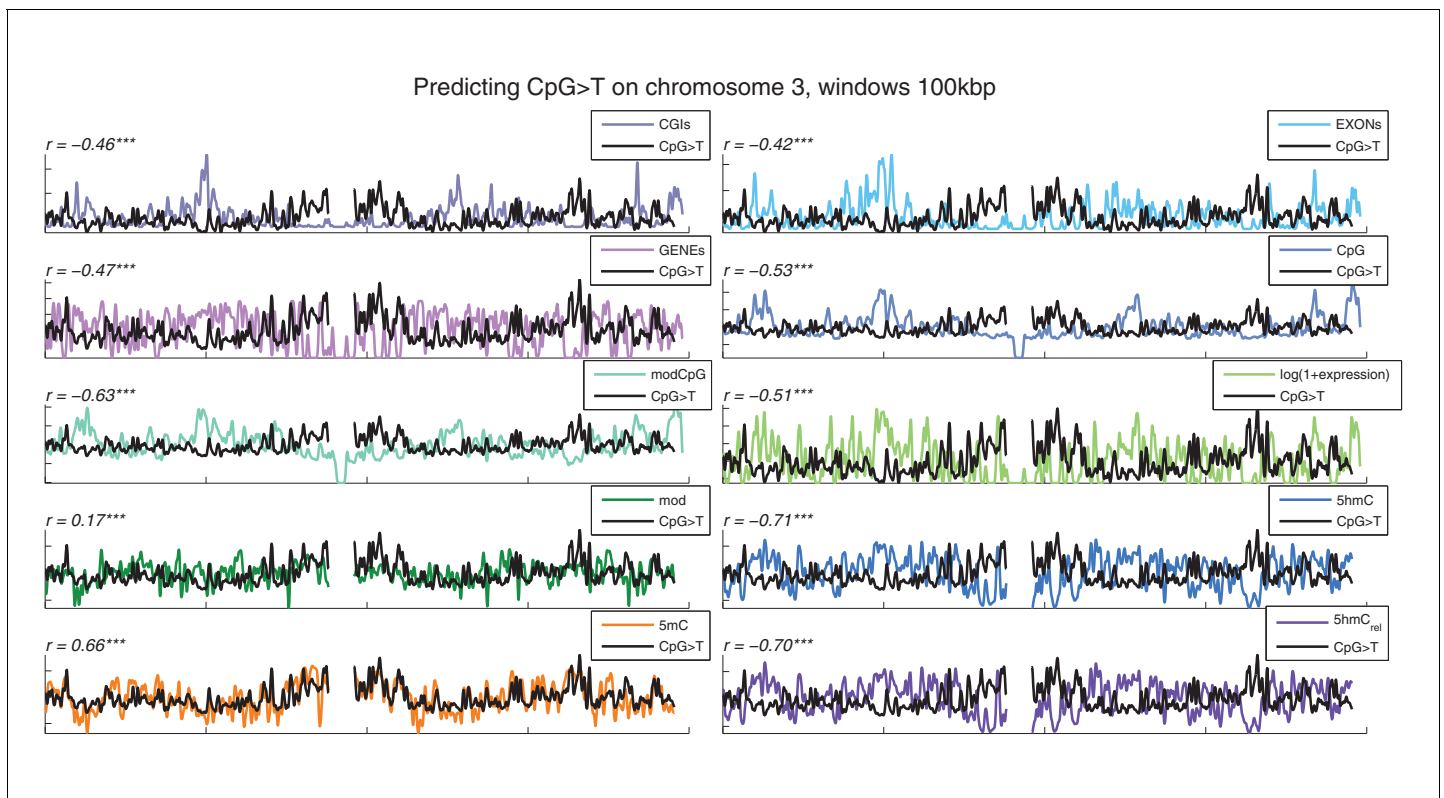 Predicting CpG>T on chromosome 3, windows 100kbp
r = −0.46***
CGIs
CpG>T
r = −0.42***
EXONs
CpG>T
r = −0.47***
GENEs
CpG>T
r = −0.53***
CpG
CpG>T
r = −0.63***
modCpG
CpG>T
r = −0.51***
log(1+expression)
CpG>T
r = 0.17***
mod
CpG>T
r = −0.71***
5hmC
CpG>T
r = 0.66***
5mC
CpG>T
r = −0.70***
5hmCrel
CpG>T